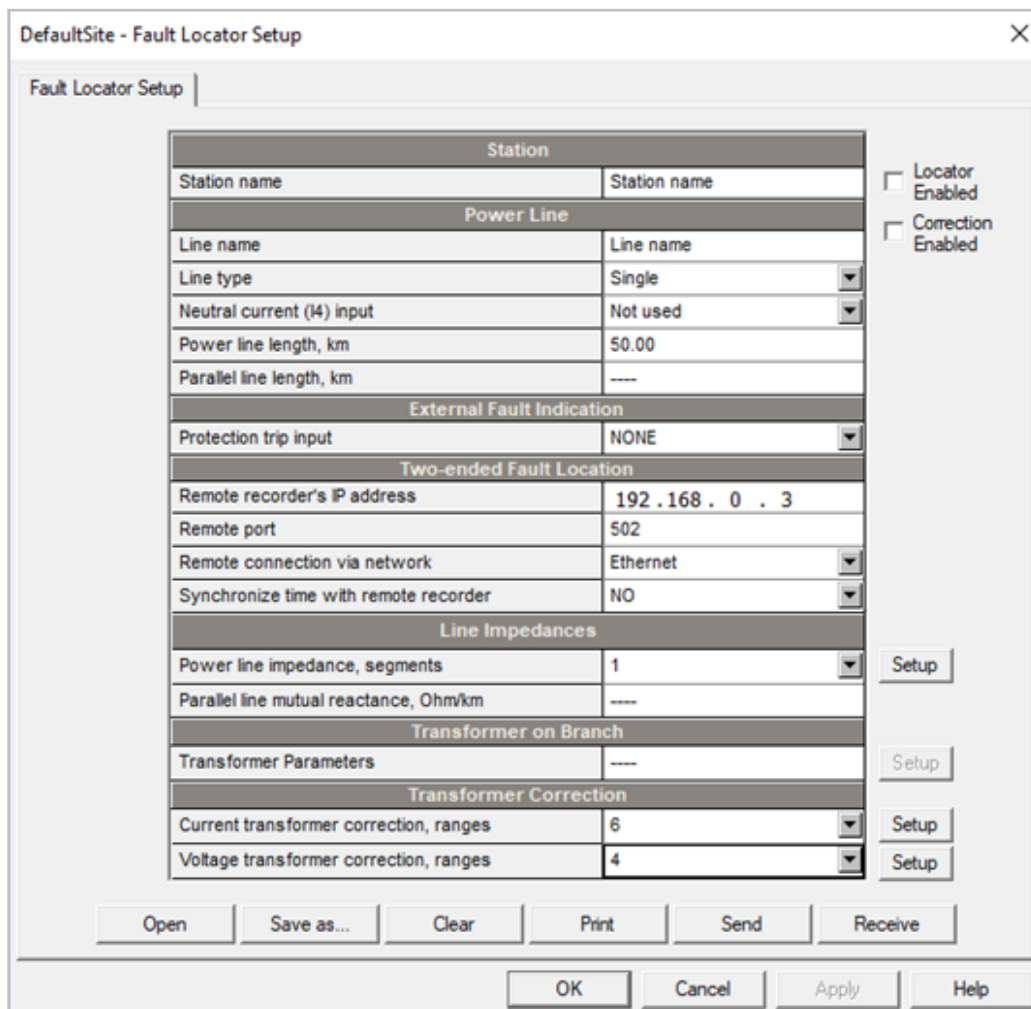 DefaultSite - Fault Locator Setup
Fault Locator Setup
Station
Station name Station name
Locator Enabled
Power Line
Correction Enabled
Line name Line name
Line type Single
Neutral current (I4) input Not used
Power line length, km 50.00
Parallel line length, km ----
External Fault Indication
Protection trip input NONE
Two-ended Fault Location
Remote recorder's IP address 192 . 168 . 0 . 3
Remote port 502
Remote connection via network Ethernet
Synchronize time with remote recorder NO
Line Impedances
Power line impedance, segments 1 Setup
Parallel line mutual reactance, Ohm/km ----
Transformer on Branch
Transformer Parameters ---- Setup
Transformer Correction
Current transformer correction, ranges 6 Setup
Voltage transformer correction, ranges 4 Setup
Open Save as... Clear Print Send Receive
OK Cancel Apply Help